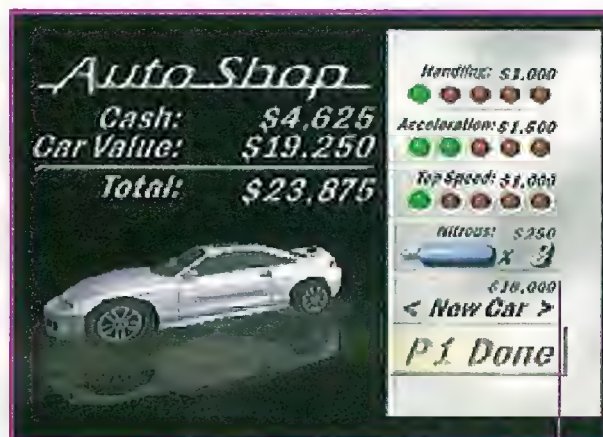 Auto Shop
Cash: $4,625
Car Value: $19,250
Total: $23,875
Handling: $1,000
Acceleration: $1,500
Top Speed: $1,000
Nitrous: $250
x 3
$18,000
< New Car >
P1 Done